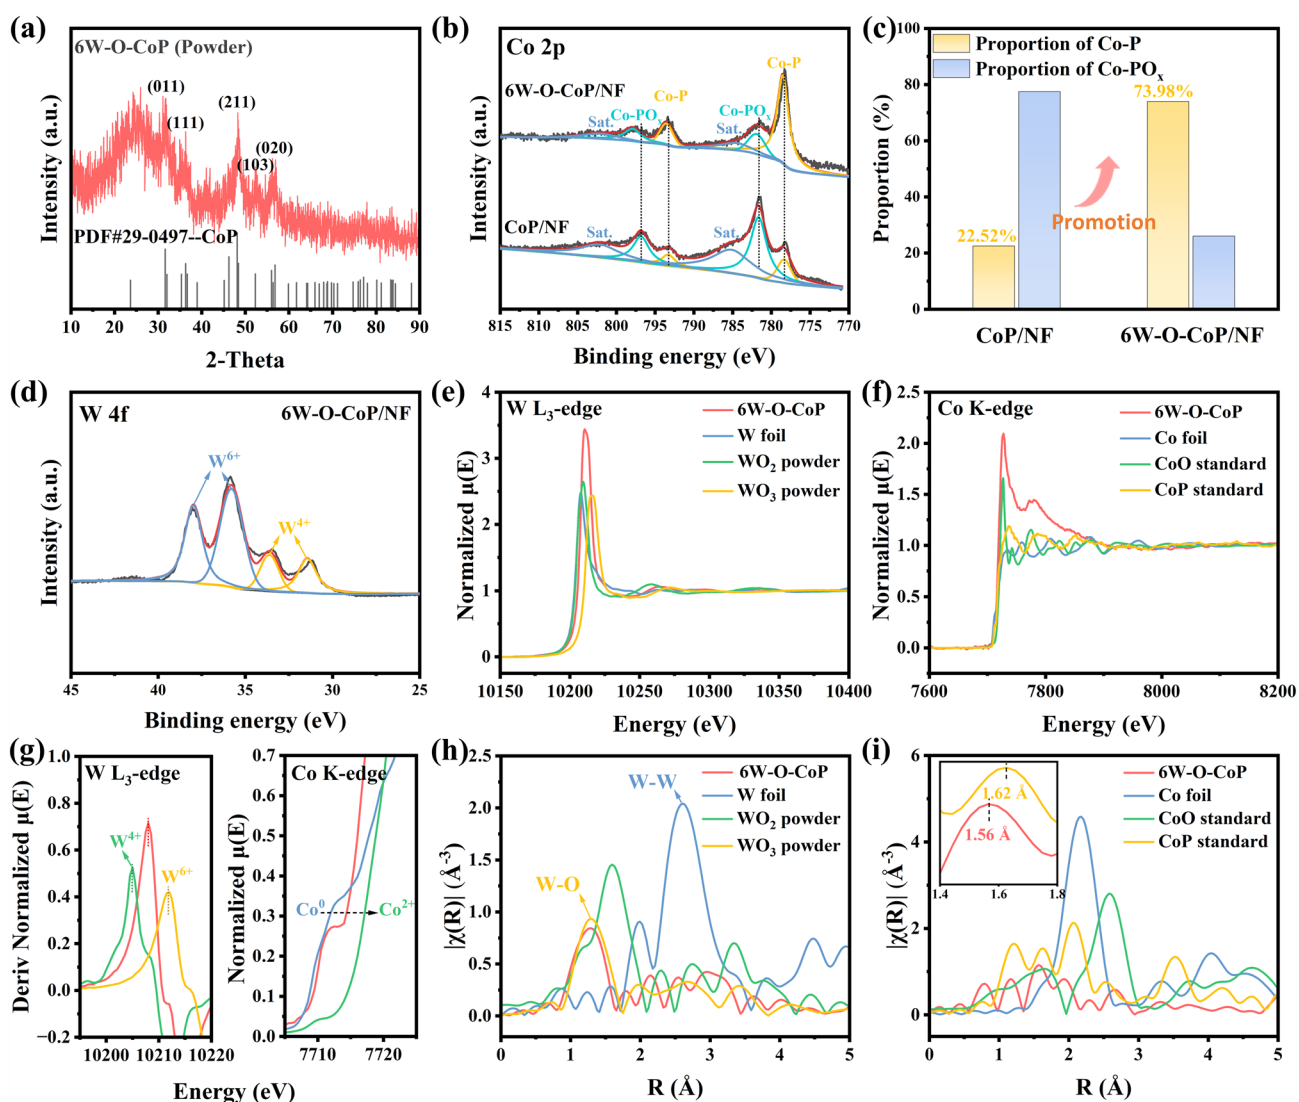 (a)
6W-O-CoP (Powder)
(011)
(111)
(211)
(103)
(020)
PDF#29-0497--CoP
Intensity (a.u.)
10 20 30 40 50 60 70 80 90
2-Theta
(b)
Co 2p
6W-O-CoP/NF
Sat.
Co-POx
Co-P
Sat.
Co-POx
Co-P
CoP/NF
Sat.
Sat.
Intensity (a.u.)
815 805 800 797 793 785 782 780 777 770
Binding energy (eV)
(c)
Proportion of Co-P
Proportion of Co-POx
73.98%
22.52%
Promotion
Proportion (%)
100
80
60
40
20
0
CoP/NF 6W-O-CoP/NF
(d)
W 4f
6W-O-CoP/NF
W6+
W4+
Intensity (a.u.)
45 40 35 30 25
Binding energy (eV)
(e)
W L3-edge
6W-O-CoP
W foil
WO2 powder
WO3 powder
Normalized μ(E)
4
3
2
1
0
10150 10200 10250 10300 10350 10400
Energy (eV)
(f)
Co K-edge
6W-O-CoP
Co foil
CoO standard
CoP standard
Normalized μ(E)
2.5
2.0
1.5
1.0
0.5
0.0
7600 7800 8000 8200
Energy (eV)
(g)
W L3-edge
W4+
W6+
Deriv Normalized μ(E)
1.0
0.8
0.6
0.4
0.2
0.0
−0.2
10200 10210 10220
Co K-edge
Co0
Co2+
Normalized μ(E)
0.7
0.6
0.5
0.4
0.3
0.2
0.1
0.0
7710 7720
Energy (eV)
(h)
6W-O-CoP
W foil
WO2 powder
WO3 powder
W-W
W-O
|χ(R)| (Å-3)
2.5
2.0
1.5
1.0
0.5
0.0
0 1 2 3 4 5
R (Å)
(i)
1.62 Å
1.56 Å
1.4 1.6 1.8
6W-O-CoP
Co foil
CoO standard
CoP standard
|χ(R)| (Å-3)
6
4
2
0
0 1 2 3 4 5
R (Å)